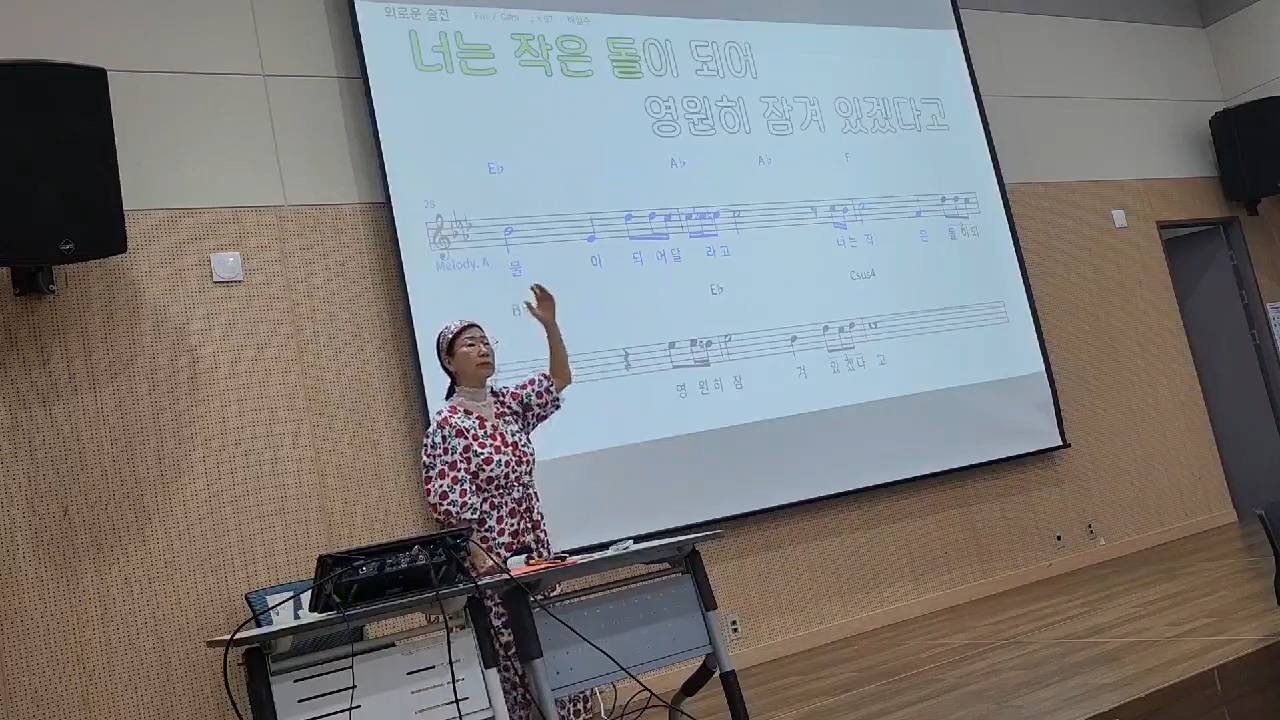 외로운 술잔
너는 작은 돌이 되어
영원히 잠겨 있겠다고
E♭ A♭ A♭ F
Melody. A 물 이 되 어달 라고 너는 작 은 돌 이되
E♭ Csus4
영 원히 잠 겨 있겠다 고